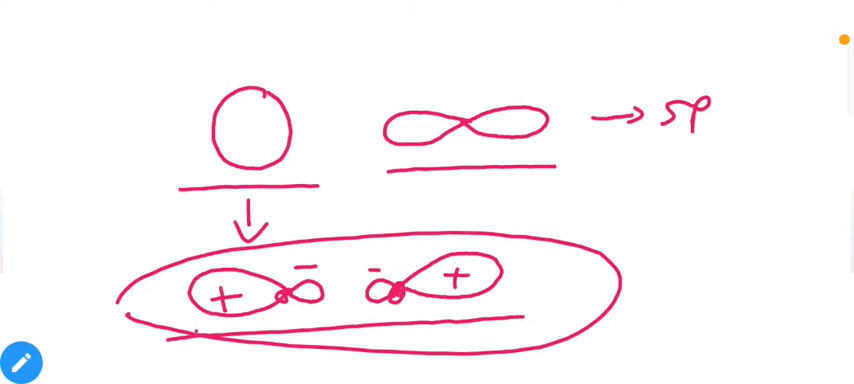 → sp
− −
+ +